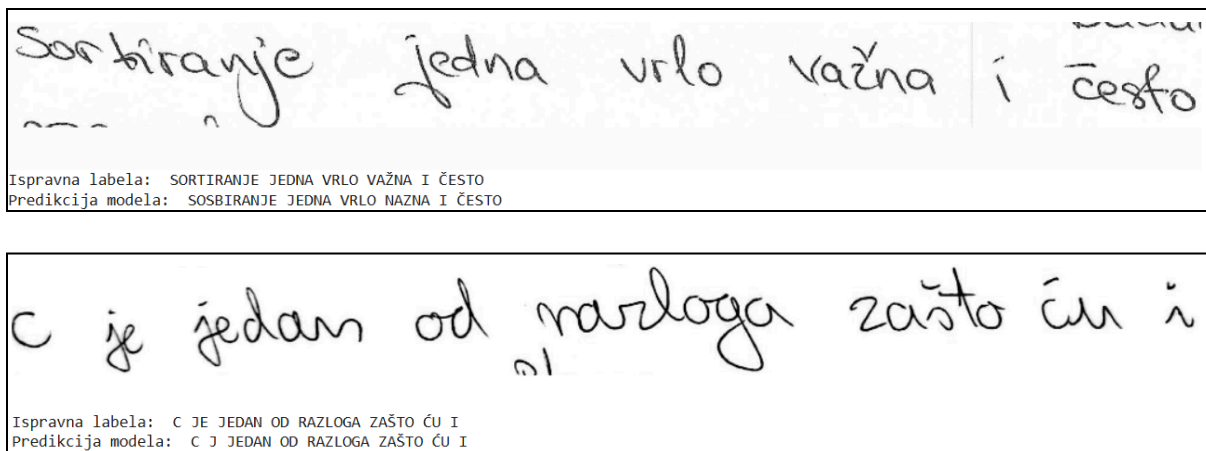 Sortiranje jedna vrlo važna i često
Ispravna labela: SORTIRANJE JEDNA VRLO VAŽNA I ČESTO
Predikcija modela: SOSBIRANJE JEDNA VRLO NAZNA I ČESTO
C je jedan od razloga zašto ću i
Ispravna labela: C JE JEDAN OD RAZLOGA ZAŠTO ĆU I
Predikcija modela: C J JEDAN OD RAZLOGA ZAŠTO ĆU I